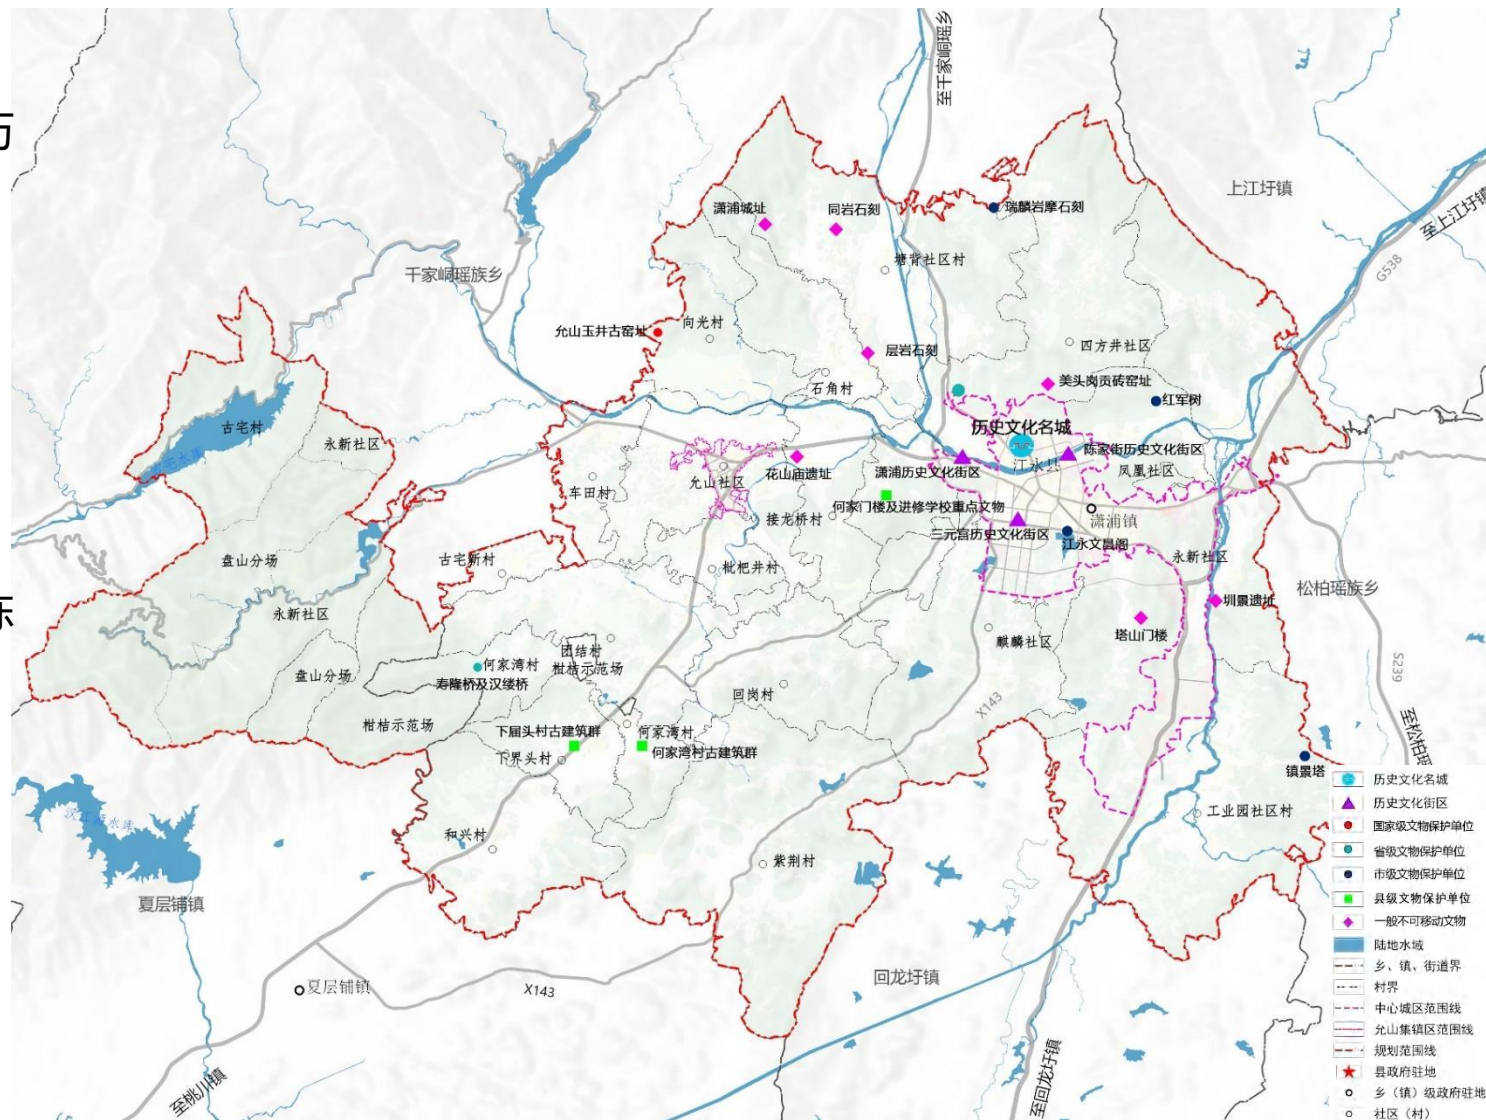 历
至千家峒瑶乡
上江圩镇
至上江圩镇
G538
潇浦城址
同岩石刻
瑞麟岩摩石刻
塘背社区村
千家峒瑶族乡
允山玉井古窑址
向光村
层岩石刻
四方井社区
石角村
美头岗贡砖窑址
红军树
古宅村
永新社区
历史文化名城
陈家街历史文化街区
江永县
凤凰社区
潇浦历史文化街区
花山庙遗址
允山社区
车田村
何家门楼及进修学校重点文物
接龙桥村
潇浦镇
三元宫历史文化街区
江永文昌阁
永新社区
盘山分场
古宅新村
枇杷井村
松柏瑶族乡
圳景遗址
塔山门楼
永新社区
麒麟社区
团结村
柑桔示范场
何家湾村
寿隆桥及汉缕桥
盘山分场
回岗村
S239
X143
柑桔示范场
下届头村古建筑群
何家湾村
何家湾村古建筑群
下界头村
至松柏瑶
镇景塔
工业园社区村
和兴村
紫荆村
夏层铺镇
回龙圩镇
夏层铺镇
X143
至桃川镇
至回龙圩镇
历史文化名城
历史文化街区
国家级文物保护单位
省级文物保护单位
市级文物保护单位
县级文物保护单位
一般不可移动文物
陆地水域
乡、镇、街道界
村界
中心城区范围线
允山集镇区范围线
规划范围线
县政府驻地
乡（镇）级政府驻地
社区（村）